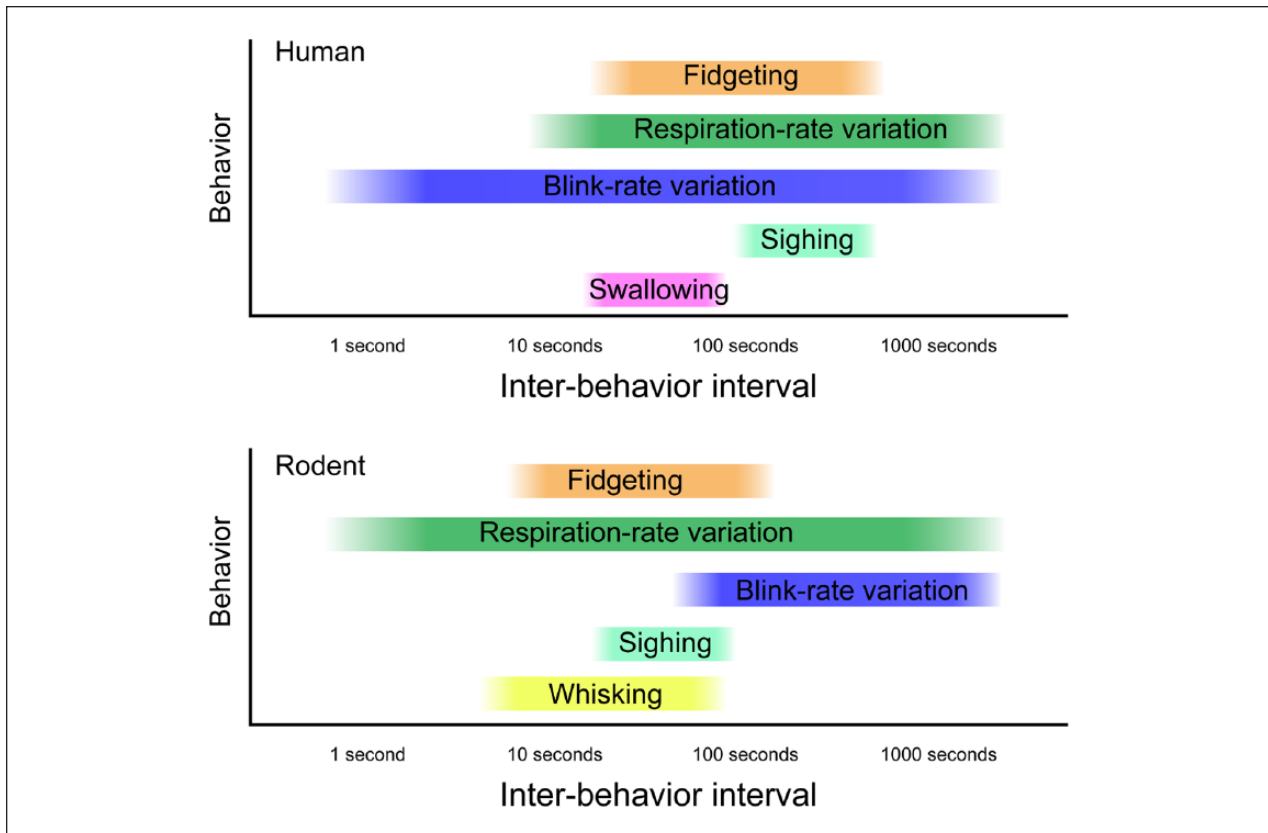 Human
Fidgeting
Respiration-rate variation
Blink-rate variation
Sighing
Swallowing
Behavior
1 second 10 seconds 100 seconds 1000 seconds
Inter-behavior interval
Rodent
Fidgeting
Respiration-rate variation
Blink-rate variation
Sighing
Whisking
Behavior
1 second 10 seconds 100 seconds 1000 seconds
Inter-behavior interval